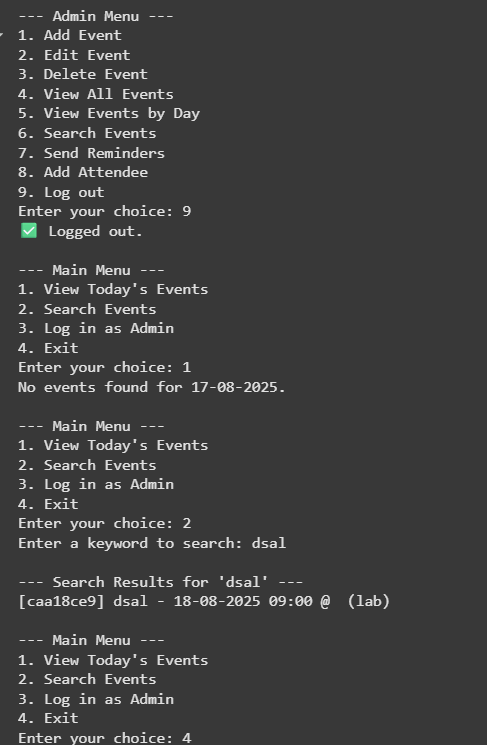 --- Admin Menu ---
1. Add Event
2. Edit Event
3. Delete Event
4. View All Events
5. View Events by Day
6. Search Events
7. Send Reminders
8. Add Attendee
9. Log out
Enter your choice: 9
✅ Logged out.
--- Main Menu ---
1. View Today's Events
2. Search Events
3. Log in as Admin
4. Exit
Enter your choice: 1
No events found for 17-08-2025.
--- Main Menu ---
1. View Today's Events
2. Search Events
3. Log in as Admin
4. Exit
Enter your choice: 2
Enter a keyword to search: dsal
--- Search Results for 'dsal' ---
[caa18ce9] dsal - 18-08-2025 09:00 @  (lab)
--- Main Menu ---
1. View Today's Events
2. Search Events
3. Log in as Admin
4. Exit
Enter your choice: 4